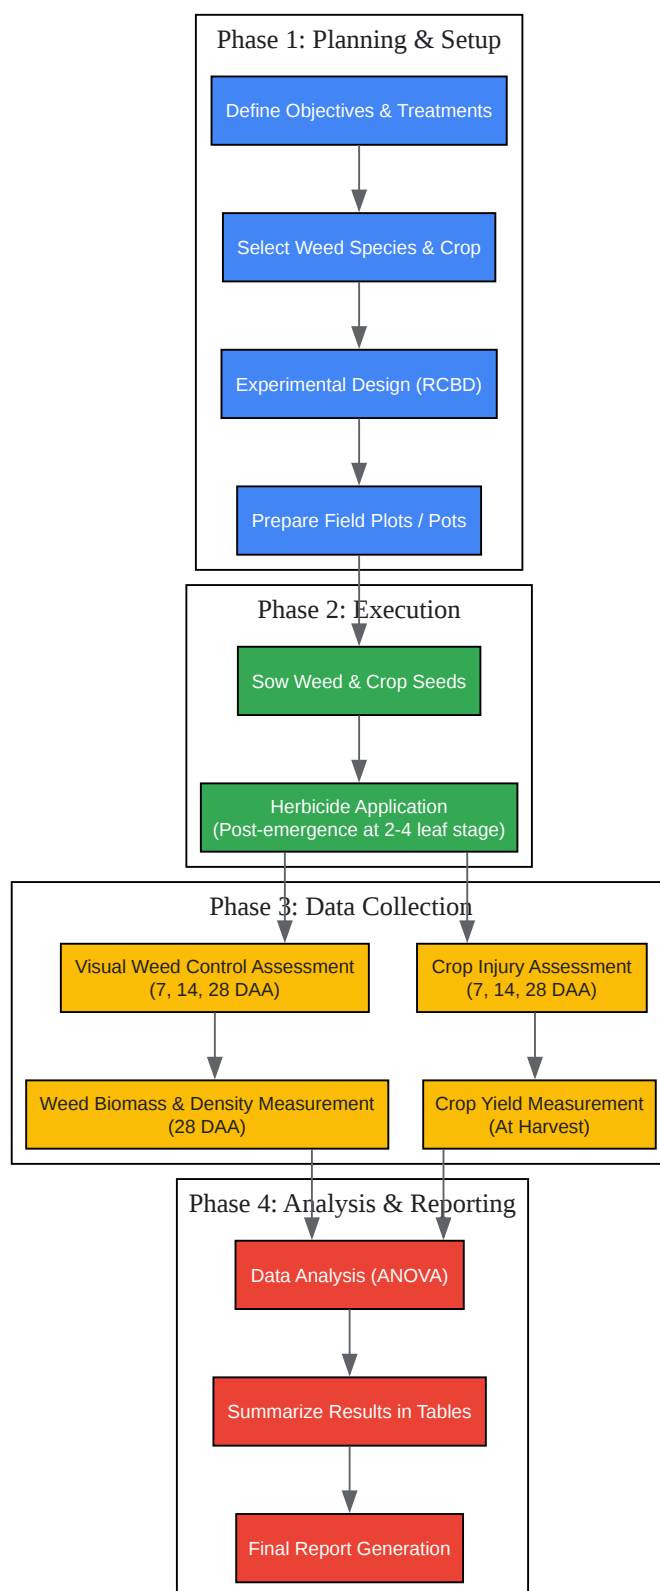 Phase 1: Planning & Setup
Define Objectives & Treatments
Select Weed Species & Crop
Experimental Design (RCBD)
Prepare Field Plots / Pots
Phase 2: Execution
Sow Weed & Crop Seeds
Herbicide Application
(Post-emergence at 2-4 leaf stage)
Phase 3: Data Collection
Visual Weed Control Assessment
(7, 14, 28 DAA)
Crop Injury Assessment
(7, 14, 28 DAA)
Weed Biomass & Density Measurement
(28 DAA)
Crop Yield Measurement
(At Harvest)
Phase 4: Analysis & Reporting
Data Analysis (ANOVA)
Summarize Results in Tables
Final Report Generation